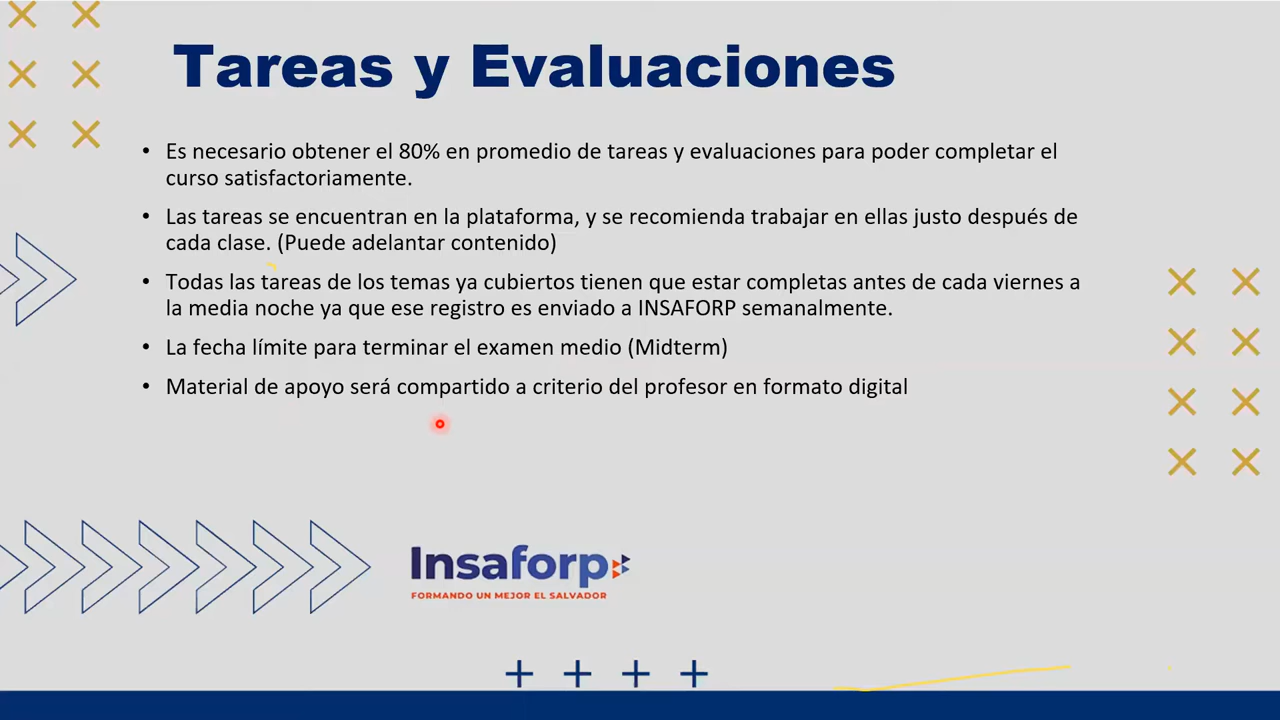 Tareas y Evaluaciones
• Es necesario obtener el 80% en promedio de tareas y evaluaciones para poder completar el
curso satisfactoriamente.
• Las tareas se encuentran en la plataforma, y se recomienda trabajar en ellas justo después de
cada clase. (Puede adelantar contenido)
• Todas las tareas de los temas ya cubiertos tienen que estar completas antes de cada viernes a
la media noche ya que ese registro es enviado a INSAFORP semanalmente.
• La fecha límite para terminar el examen medio (Midterm)
• Material de apoyo será compartido a criterio del profesor en formato digital
Insaforp
FORMANDO UN MEJOR EL SALVADOR